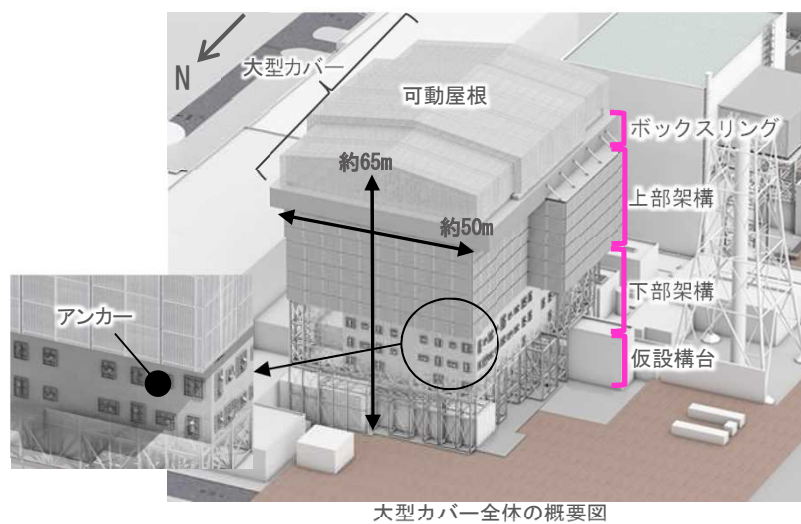 N
大型カバー
可動屋根
ボックスリング
約65m
上部架構
約50m
下部架構
アンカー
仮設構台
大型カバー全体の概要図